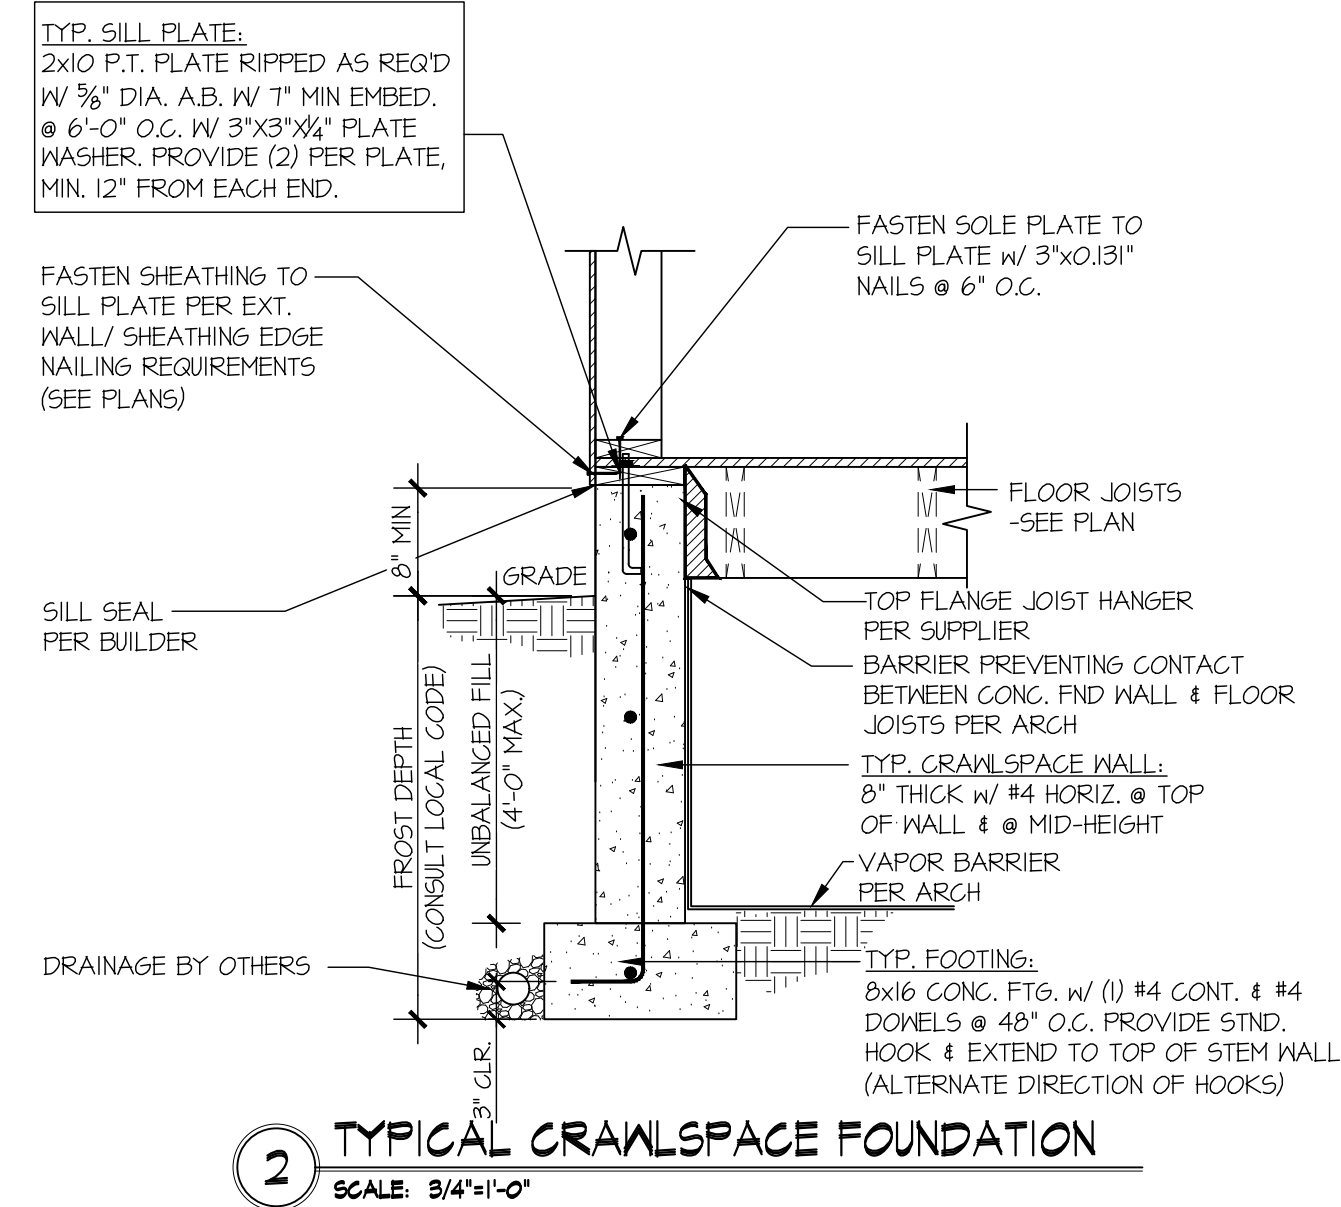 TYP. SILL PLATE:
2x10 P.T. PLATE RIPPED AS REQ'D
W/ 5/8" DIA. A.B. W/ 7" MIN EMBED.
@ 6'-0" O.C. W/ 3"X3"X1/4" PLATE
WASHER. PROVIDE (2) PER PLATE,
MIN. 12" FROM EACH END.
FASTEN SOLE PLATE TO
SILL PLATE w/ 3"x0.131"
NAILS @ 6" O.C.
FASTEN SHEATHING TO
SILL PLATE PER EXT.
WALL/ SHEATHING EDGE
NAILING REQUIREMENTS
(SEE PLANS)
FLOOR JOISTS
-SEE PLAN
8" MIN
GRADE
SILL SEAL
PER BUILDER
TOP FLANGE JOIST HANGER
PER SUPPLIER
BARRIER PREVENTING CONTACT
BETWEEN CONC. FND WALL & FLOOR
JOISTS PER ARCH
FROST DEPTH
(CONSULT LOCAL CODE)
UNBALANCED FILL
(4'-0" MAX.)
TYP. CRAWLSPACE WALL:
8" THICK w/ #4 HORIZ. @ TOP
OF WALL & @ MID-HEIGHT
VAPOR BARRIER
PER ARCH
DRAINAGE BY OTHERS
TYP. FOOTING:
8x16 CONC. FTG. w/ (1) #4 CONT. & #4
DOWELS @ 48" O.C. PROVIDE STND.
HOOK & EXTEND TO TOP OF STEM WALL
(ALTERNATE DIRECTION OF HOOKS)
3" CLR.
2
TYPICAL CRAWLSPACE FOUNDATION
SCALE: 3/4"=1'-0"